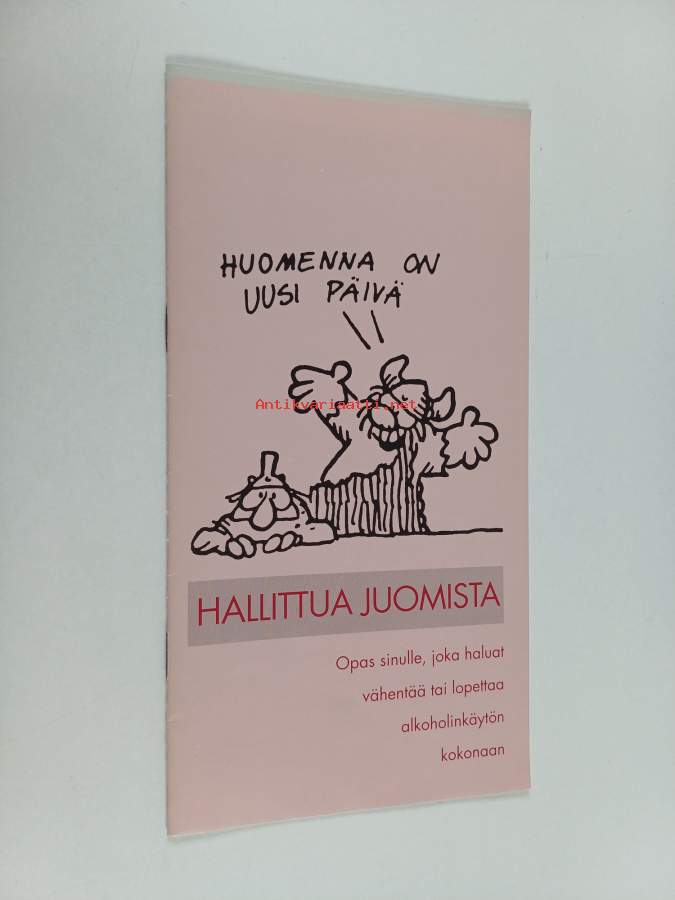 HUOMENNA ON
UUSI PÄIVÄ
Antikvariaatti.net
HALLITTUA JUOMISTA
Opas sinulle, joka haluat
vähentää tai lopettaa
alkoholinkäytön
kokonaan